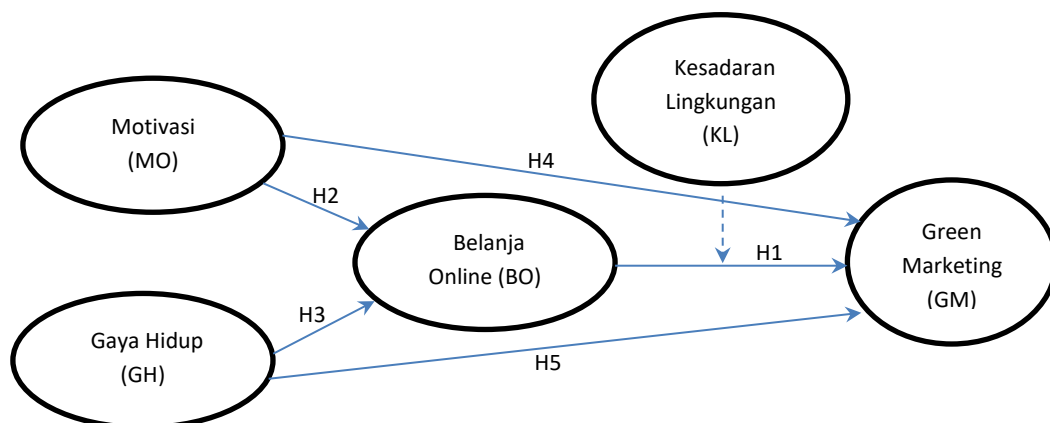 Kesadaran
Lingkungan
(KL)
Motivasi
(MO)
H4
H2
Belanja
Online (BO)
H1
Green
Marketing
(GM)
H3
Gaya Hidup
(GH)
H5